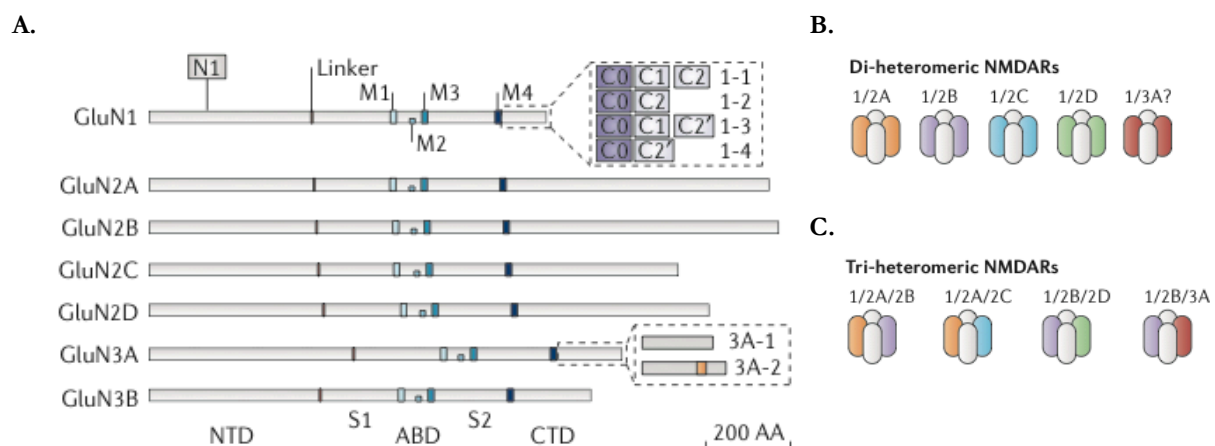 A.
N1
Linker
M1
M3
M4
M2
GluN1
C0 C1 C2 1-1
C0 C2 1-2
C0 C1 C2′ 1-3
C0 C2′ 1-4
GluN2A
GluN2B
GluN2C
GluN2D
GluN3A
3A-1
3A-2
GluN3B
S1
S2
NTD
ABD
CTD
200 AA
B.
Di-heteromeric NMDARs
1/2A 1/2B 1/2C 1/2D 1/3A?
C.
Tri-heteromeric NMDARs
1/2A/2B 1/2A/2C 1/2B/2D 1/2B/3A